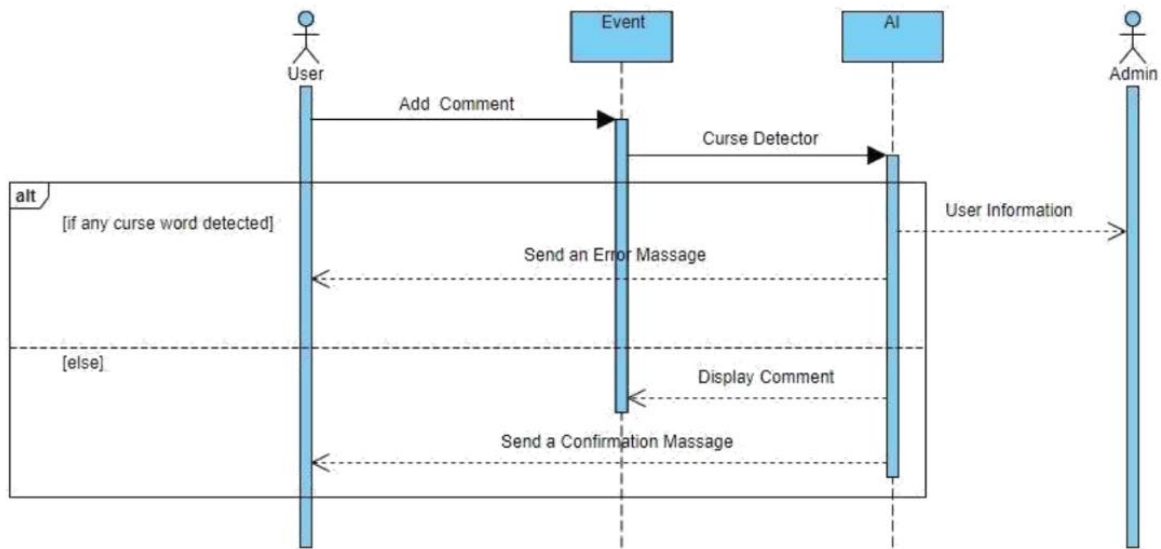 Event
AI
User
Admin
Add Comment
Curse Detector
alt
[if any curse word detected]
User Information
Send an Error Massage
[else]
Display Comment
Send a Confirmation Massage